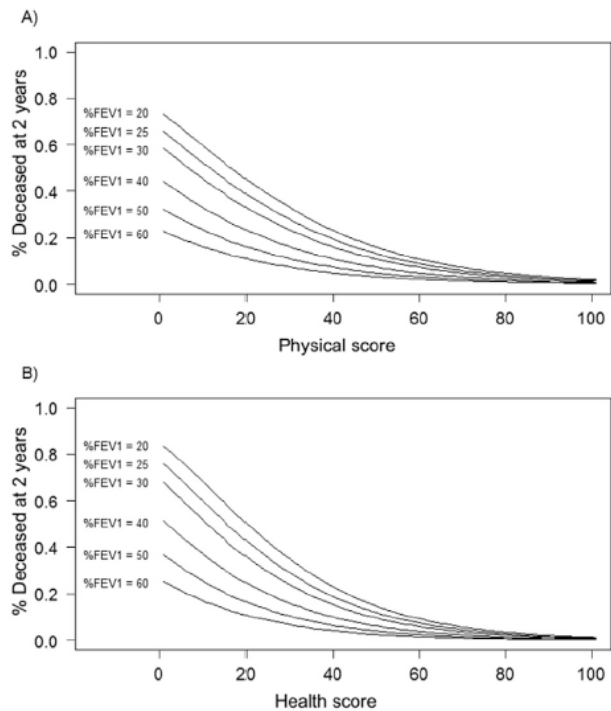 A)
% Deceased at 2 years
1.0
0.8
0.6
0.4
0.2
0.0
%FEV1 = 20
%FEV1 = 25
%FEV1 = 30
%FEV1 = 40
%FEV1 = 50
%FEV1 = 60
0 20 40 60 80 100
Physical score
B)
% Deceased at 2 years
1.0
0.8
0.6
0.4
0.2
0.0
%FEV1 = 20
%FEV1 = 25
%FEV1 = 30
%FEV1 = 40
%FEV1 = 50
%FEV1 = 60
0 20 40 60 80 100
Health score